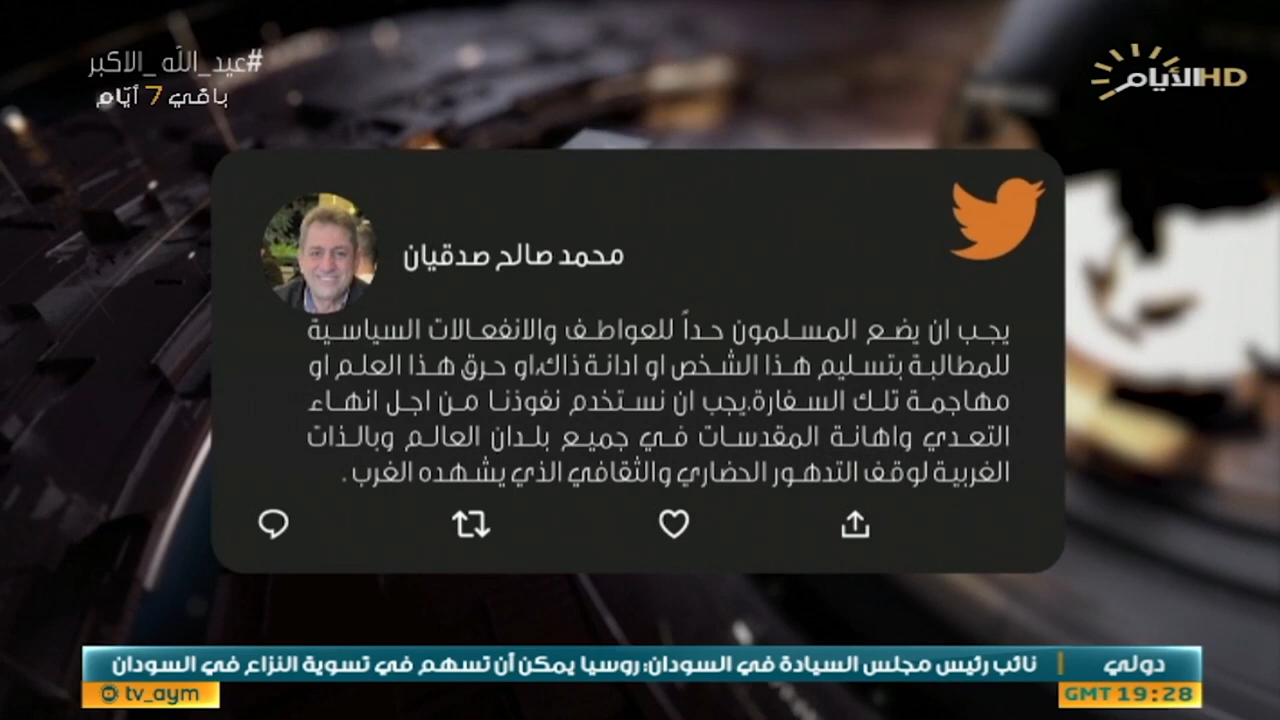 #عيد_الله_الاكبر
باقي 7 أيّام
الأيام HD
محمد صالح صدقيان
يجب ان يضع المسلمون حداً للعواطف والانفعالات السياسية
للمطالبة بتسليم هذا الشخص او ادانة ذاك،او حرق هذا العلم او
مهاجمة تلك السفارة.يجب ان نستخدم نفوذنا من اجل انهاء
التعدي واهانة المقدسات في جميع بلدان العالم وبالذات
الغربية لوقف التدهور الحضاري والثقافي الذي يشهده الغرب .
دولي | نائب رئيس مجلس السيادة في السودان: روسيا يمكن أن تسهم في تسوية النزاع في السودان
GMT 19:28
tv_aym